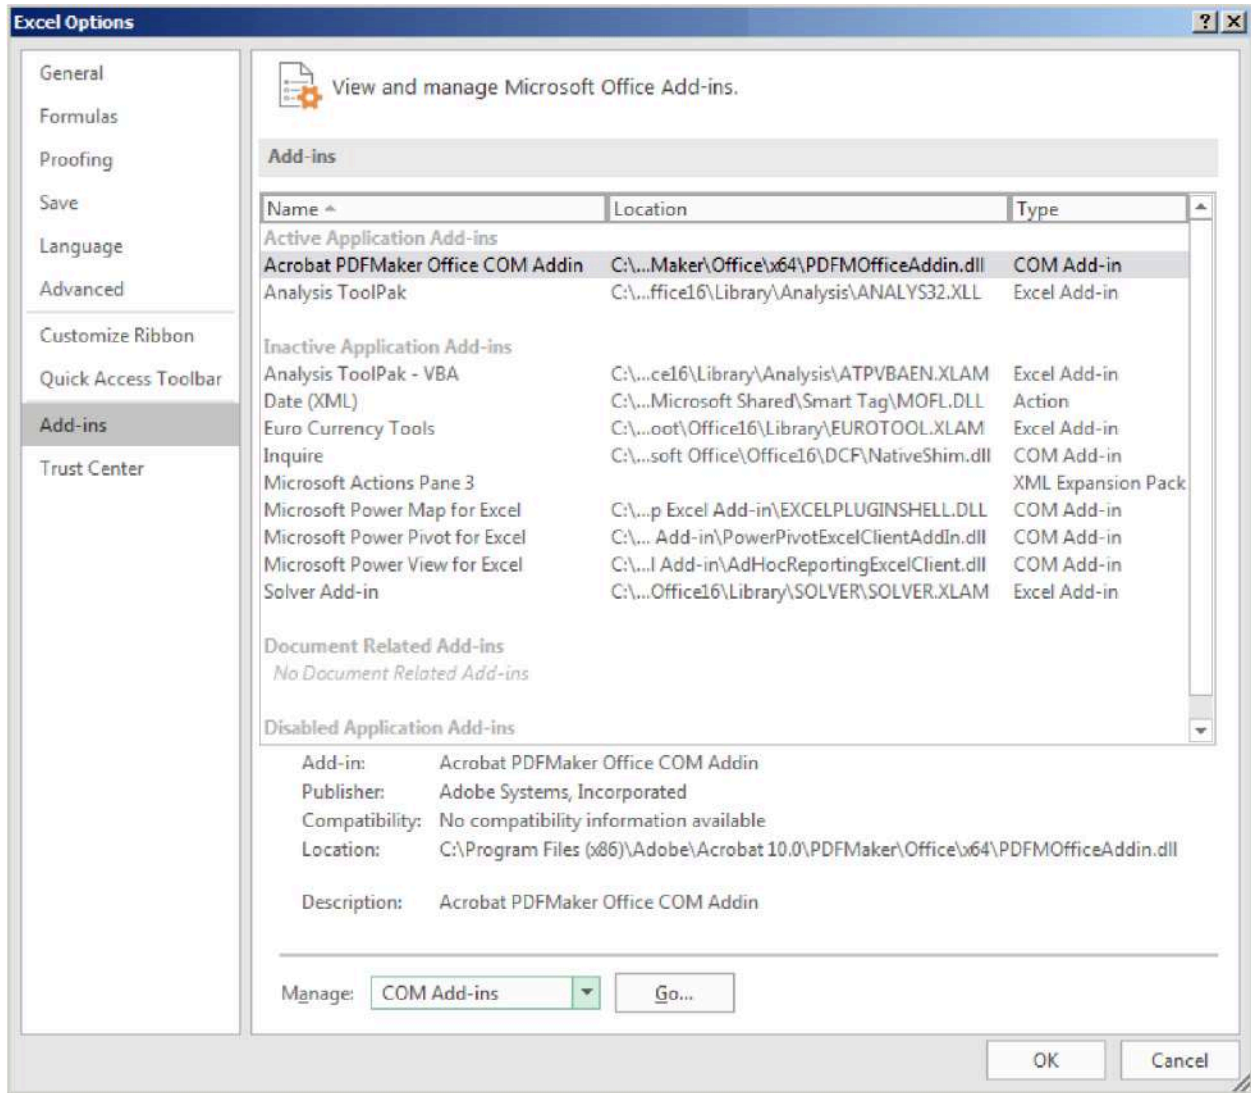 Excel Options
General
Formulas
Proofing
Save
Language
Advanced
Customize Ribbon
Quick Access Toolbar
Add-ins
Trust Center
View and manage Microsoft Office Add-ins.
Add-ins
Name Location Type
Active Application Add-ins
Acrobat PDFMaker Office COM Addin C:\...Maker\Office\x64\PDFMOfficeAddin.dll COM Add-in
Analysis ToolPak C:\...ffice16\Library\Analysis\ANALYS32.XLL Excel Add-in
Inactive Application Add-ins
Analysis ToolPak - VBA C:\...ce16\Library\Analysis\ATPVBAEN.XLAM Excel Add-in
Date (XML) C:\...Microsoft Shared\Smart Tag\MOFL.DLL Action
Euro Currency Tools C:\...oot\Office16\Library\EUROTOOL.XLAM Excel Add-in
Inquire C:\...soft Office\Office16\DCF\NativeShim.dll COM Add-in
Microsoft Actions Pane 3 XML Expansion Pack
Microsoft Power Map for Excel C:\...p Excel Add-in\EXCELPLUGINSHELL.DLL COM Add-in
Microsoft Power Pivot for Excel C:\... Add-in\PowerPivotExcelClientAddIn.dll COM Add-in
Microsoft Power View for Excel C:\...l Add-in\AdHocReportingExcelClient.dll COM Add-in
Solver Add-in C:\...Office16\Library\SOLVER\SOLVER.XLAM Excel Add-in
Document Related Add-ins
No Document Related Add-ins
Disabled Application Add-ins
Add-in: Acrobat PDFMaker Office COM Addin
Publisher: Adobe Systems, Incorporated
Compatibility: No compatibility information available
Location: C:\Program Files (x86)\Adobe\Acrobat 10.0\PDFMaker\Office\x64\PDFMOfficeAddin.dll
Description: Acrobat PDFMaker Office COM Addin
Manage: COM Add-ins Go...
OK Cancel